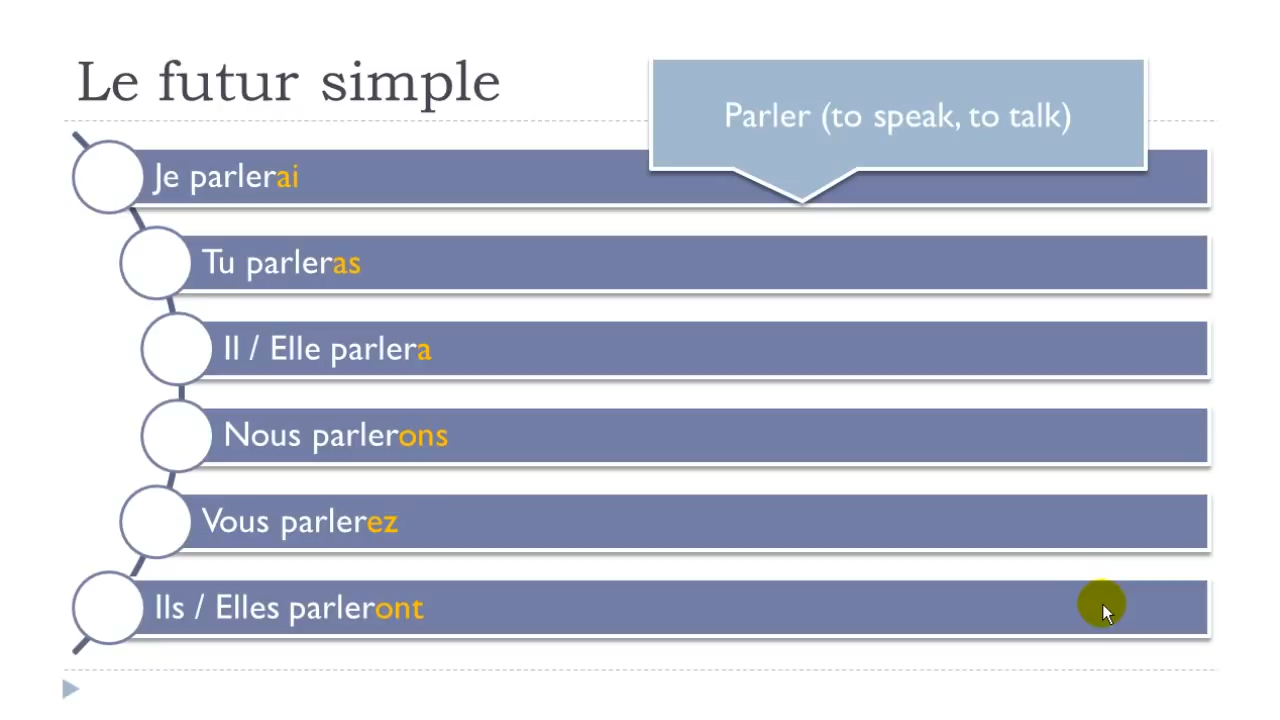 Le futur simple
Parler (to speak, to talk)
Je parlerai
Tu parleras
Il / Elle parlera
Nous parlerons
Vous parlerez
Ils / Elles parleront